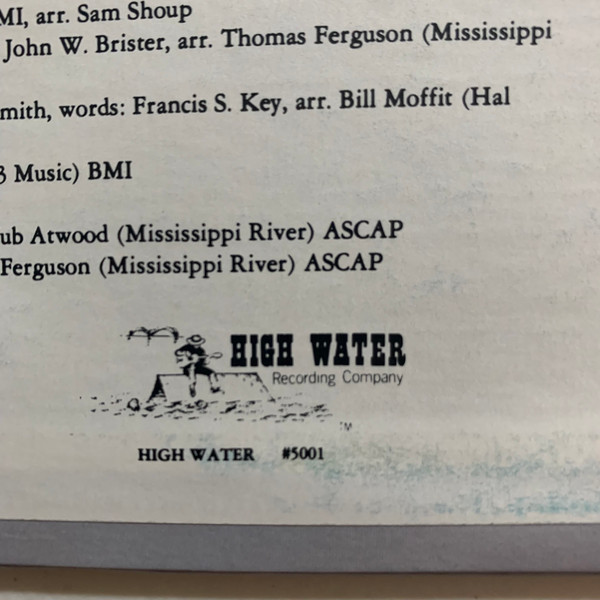 MI, arr. Sam Shoup
John W. Brister, arr. Thomas Ferguson (Mississippi
mith, words: Francis S. Key, arr. Bill Moffit (Hal
3 Music) BMI
ub Atwood (Mississippi River) ASCAP
Ferguson (Mississippi River) ASCAP
HIGH WATER
Recording Company
TM
HIGH WATER #5001